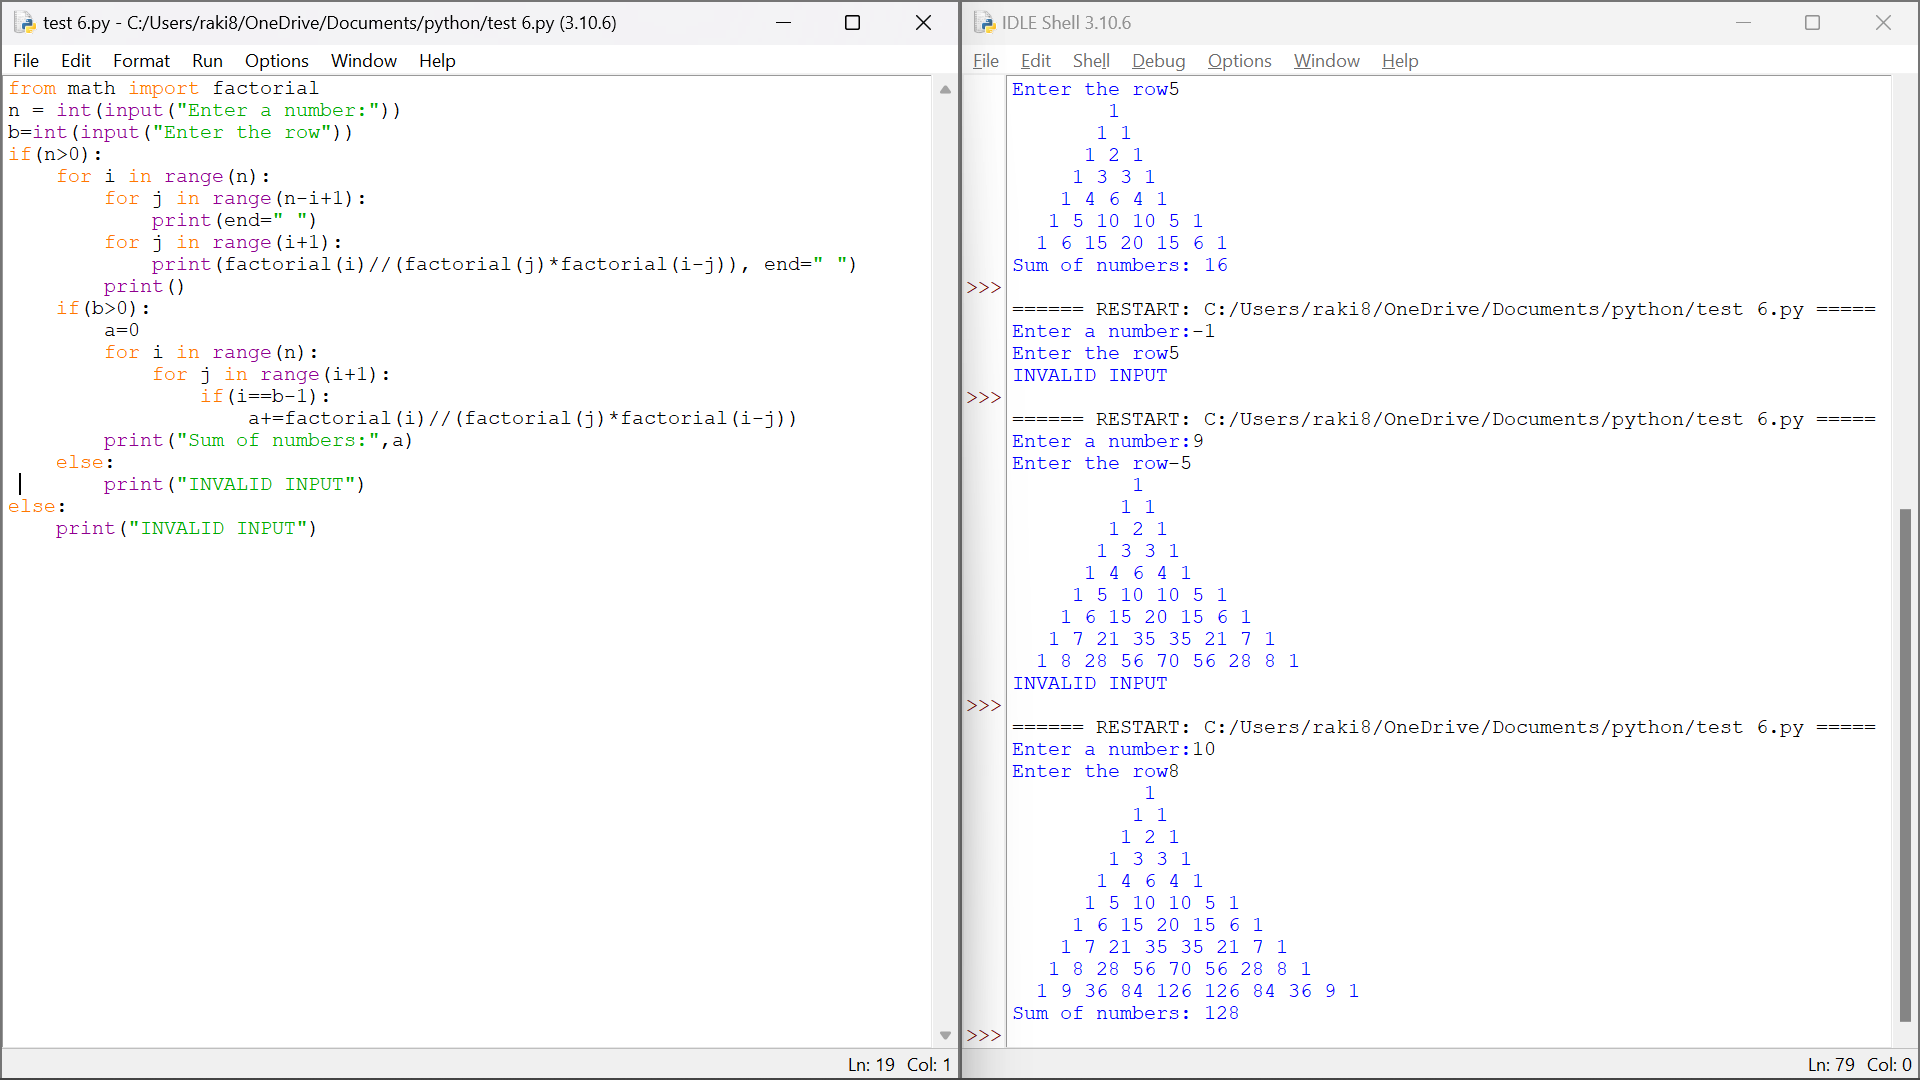 test 6.py - C:/Users/raki8/OneDrive/Documents/python/test 6.py (3.10.6)
File Edit Format Run Options Window Help
from math import factorial
n = int(input("Enter a number:"))
b=int(input("Enter the row"))
if(n>0):
    for i in range(n):
        for j in range(n-i+1):
            print(end=" ")
        for j in range(i+1):
            print(factorial(i)//(factorial(j)*factorial(i-j)), end=" ")
        print()
    if(b>0):
        a=0
        for i in range(n):
            for j in range(i+1):
                if(i==b-1):
                    a+=factorial(i)//(factorial(j)*factorial(i-j))
        print("Sum of numbers:",a)
    else:
        print("INVALID INPUT")
else:
    print("INVALID INPUT")
Ln: 19 Col: 1
IDLE Shell 3.10.6
File Edit Shell Debug Options Window Help
Enter the row5
1
1 1
1 2 1
1 3 3 1
1 4 6 4 1
1 5 10 10 5 1
1 6 15 20 15 6 1
Sum of numbers: 16
>>>
====== RESTART: C:/Users/raki8/OneDrive/Documents/python/test 6.py =====
Enter a number:-1
Enter the row5
INVALID INPUT
>>>
====== RESTART: C:/Users/raki8/OneDrive/Documents/python/test 6.py =====
Enter a number:9
Enter the row-5
1
1 1
1 2 1
1 3 3 1
1 4 6 4 1
1 5 10 10 5 1
1 6 15 20 15 6 1
1 7 21 35 35 21 7 1
1 8 28 56 70 56 28 8 1
INVALID INPUT
>>>
====== RESTART: C:/Users/raki8/OneDrive/Documents/python/test 6.py =====
Enter a number:10
Enter the row8
1
1 1
1 2 1
1 3 3 1
1 4 6 4 1
1 5 10 10 5 1
1 6 15 20 15 6 1
1 7 21 35 35 21 7 1
1 8 28 56 70 56 28 8 1
1 9 36 84 126 126 84 36 9 1
Sum of numbers: 128
>>>
Ln: 79 Col: 0